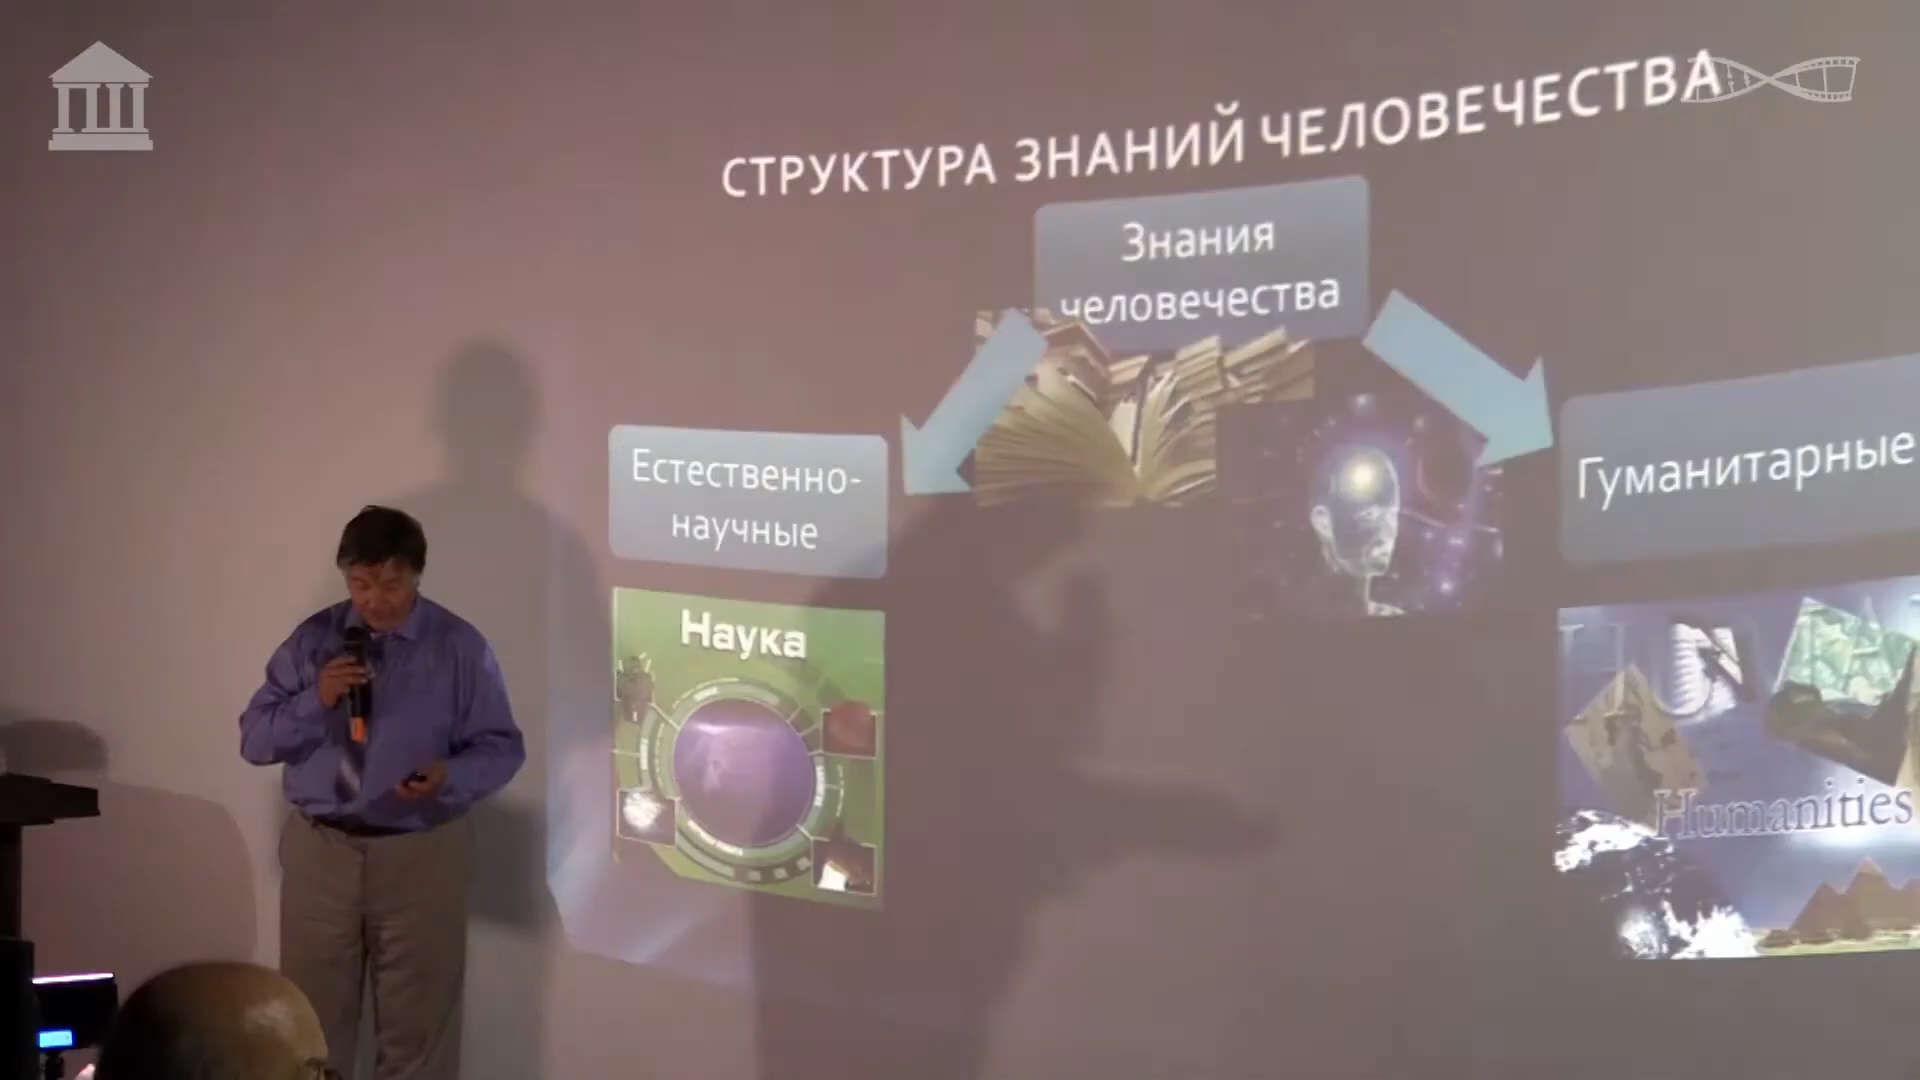 СТРУКТУРА ЗНАНИЙ ЧЕЛОВЕЧЕСТВА
Знания
человечества
Естественно-
научные
Гуманитарные
Наука
Humanities